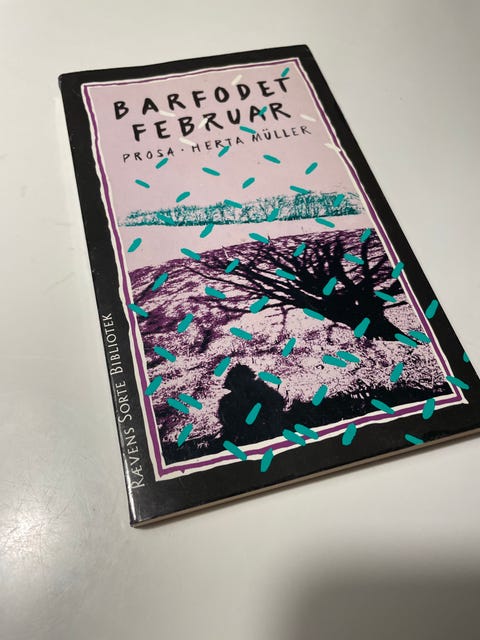 BARFODET
FEBRUAR
PROSA · HERTA MÜLLER
RÆVENS SORTE BIBLIOTEK